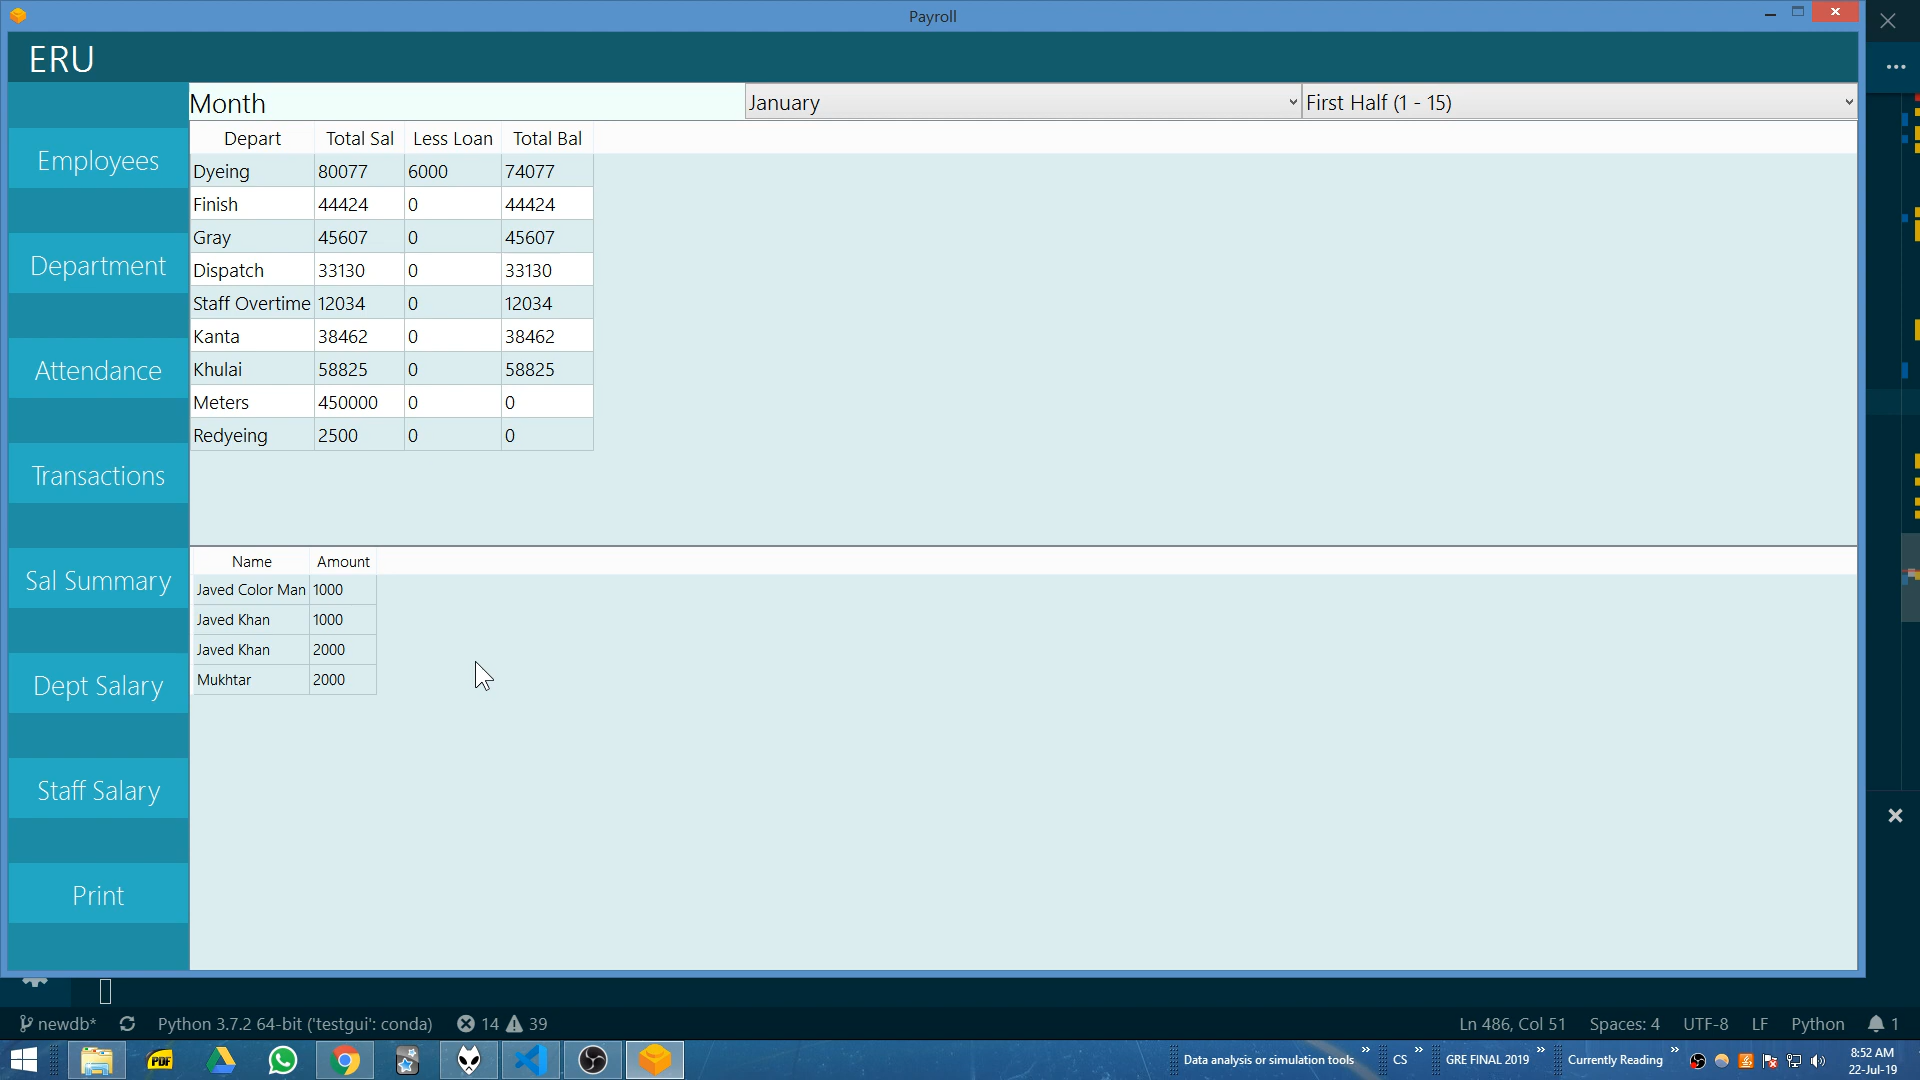 Payroll
ERU
Month January First Half (1 - 15)
Employees
Department
Attendance
Transactions
Sal Summary
Dept Salary
Staff Salary
Print
Depart Total Sal Less Loan Total Bal
Dyeing 80077 6000 74077
Finish 44424 0 44424
Gray 45607 0 45607
Dispatch 33130 0 33130
Staff Overtime 12034 0 12034
Kanta 38462 0 38462
Khulai 58825 0 58825
Meters 450000 0 0
Redyeing 2500 0 0
Name Amount
Javed Color Man 1000
Javed Khan 1000
Javed Khan 2000
Mukhtar 2000
newdb* Python 3.7.2 64-bit ('testgui': conda) 14 39 Ln 486, Col 51 Spaces: 4 UTF-8 LF Python 1
PDF Data analysis or simulation tools » CS » GRE FINAL 2019 » Currently Reading » 8:52 AM
22-Jul-19